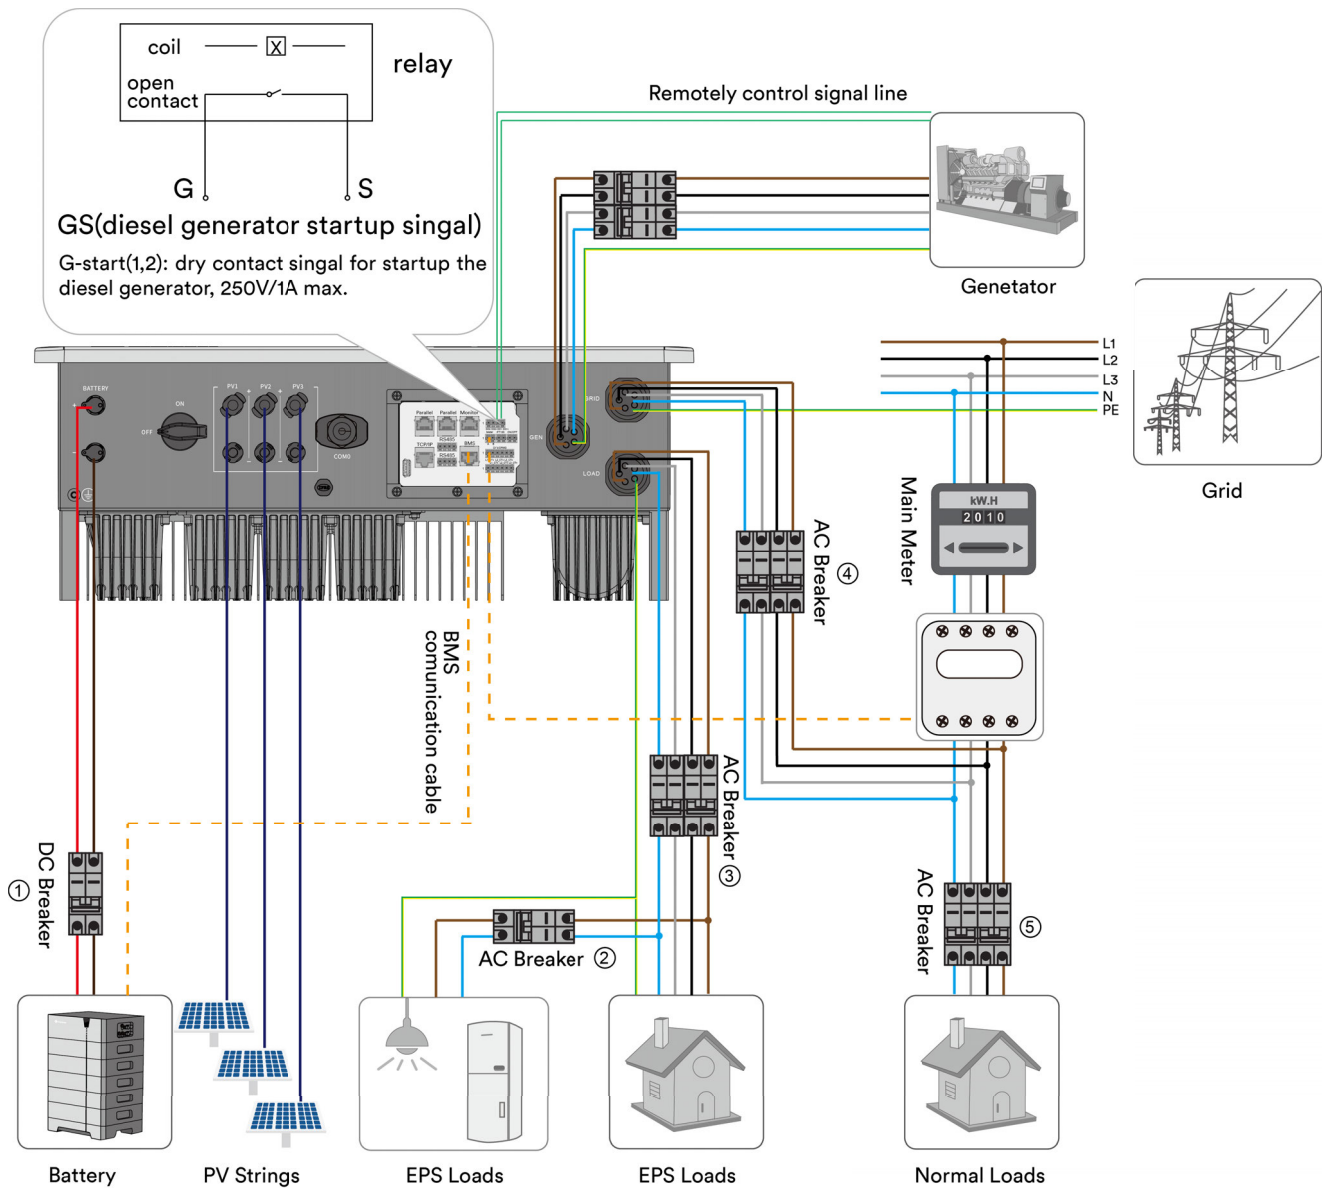 coil
X
relay
open
contact
G
S
GS(diesel generator startup singal)
G-start(1,2): dry contact singal for startup the
diesel generator, 250V/1A max.
Remotely control signal line
Genetator
L1
L2
L3
N
PE
Grid
BATTERY
+
-
ON
OFF
PV1
PV2
PV3
+
+
-
-
COM0
Parallel
Parallel
Monitor
TCP/IP
RS485
RS485
BMS
GEN
GRID
LOAD
kW.H
2010
Main Meter
AC Breaker
④
BMS
comunication cable
AC Breaker
③
DC Breaker
①
AC Breaker
②
AC Breaker
⑤
Battery
PV Strings
EPS Loads
EPS Loads
Normal Loads